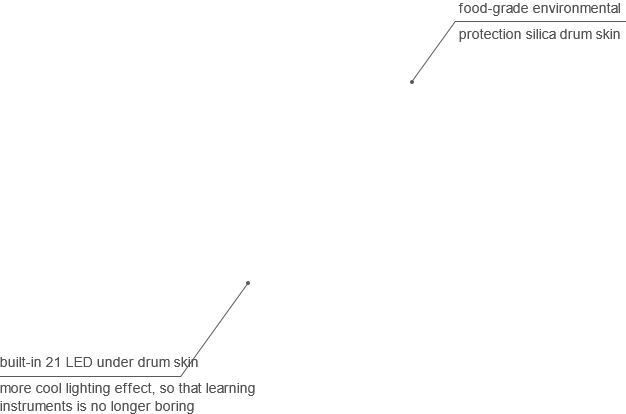 food-grade environmental
protection silica drum skin
built-in 21 LED under drum skin
more cool lighting effect, so that learning
instruments is no longer boring